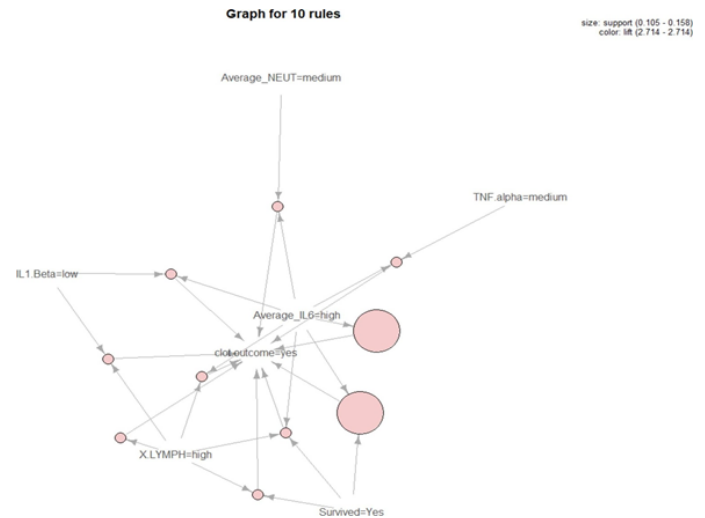 Graph for 10 rules
size: support (0.105 - 0.158)
color: lift (2.714 - 2.714)
Average_NEUT=medium
TNF.alpha=medium
IL1.Beta=low
Average_IL6=high
clot.outcome=yes
X.LYMPH=high
Survived=Yes